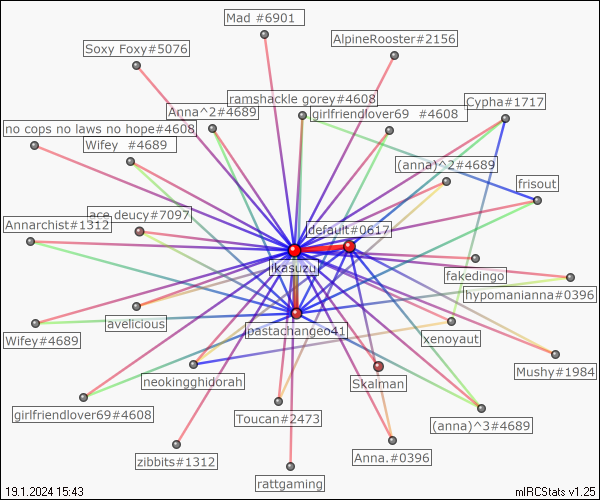 Mad #6901
AlpineRooster#2156
Soxy Foxy#5076
ramshackle gorey#4608
Cypha#1717
Anna^2#4689
girlfriendlover69 #4608
no cops no laws no hope#4608
Wifey #4689
(anna)^2#4689
frisout
ace deucy#7097
Annarchist#1312
default#0617
ikasuzu
fakedingo
hypomanianna#0396
avelicious
pastachangeo41
xenoyaut
Wifey#4689
Mushy#1984
neokingghidorah
Skalman
girlfriendlover69#4608
Toucan#2473
(anna)^3#4689
zibbits#1312
Anna.#0396
rattgaming
19.1.2024 15:43
mIRCStats v1.25